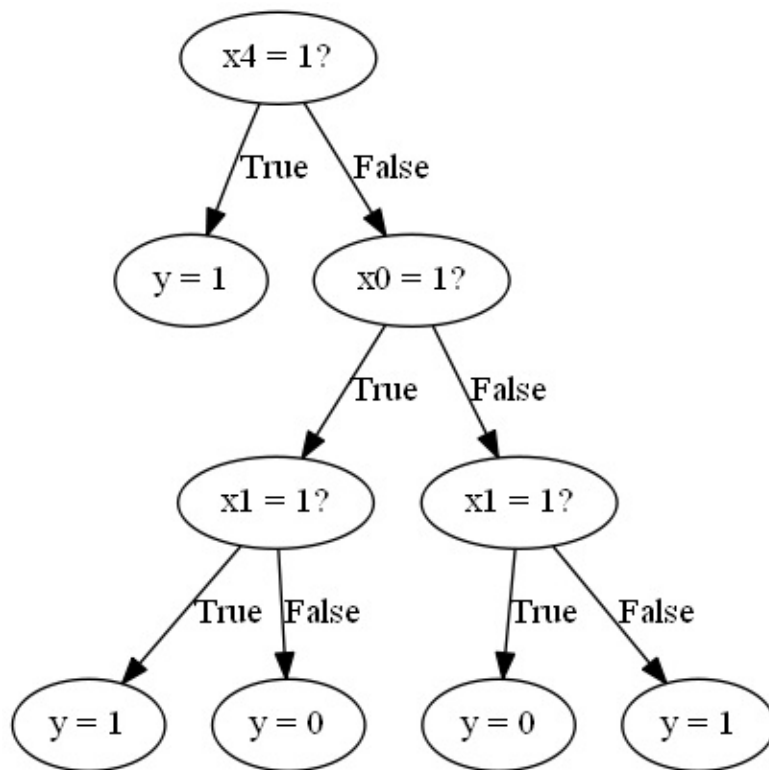 x4 = 1?
True
False
y = 1
x0 = 1?
True
False
x1 = 1?
x1 = 1?
True
False
True
False
y = 1
y = 0
y = 0
y = 1